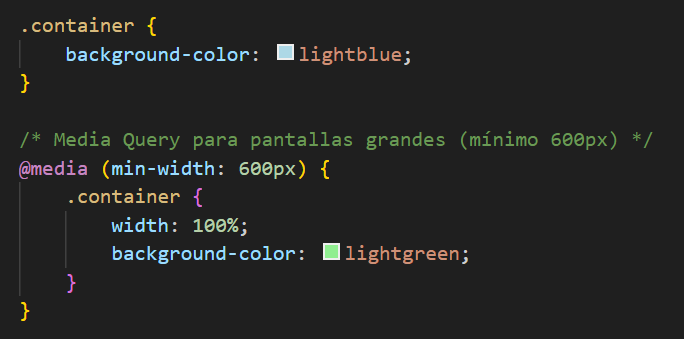 .container {
    background-color: lightblue;
}

/* Media Query para pantallas grandes (mínimo 600px) */
@media (min-width: 600px) {
    .container {
        width: 100%;
        background-color: lightgreen;
    }
}